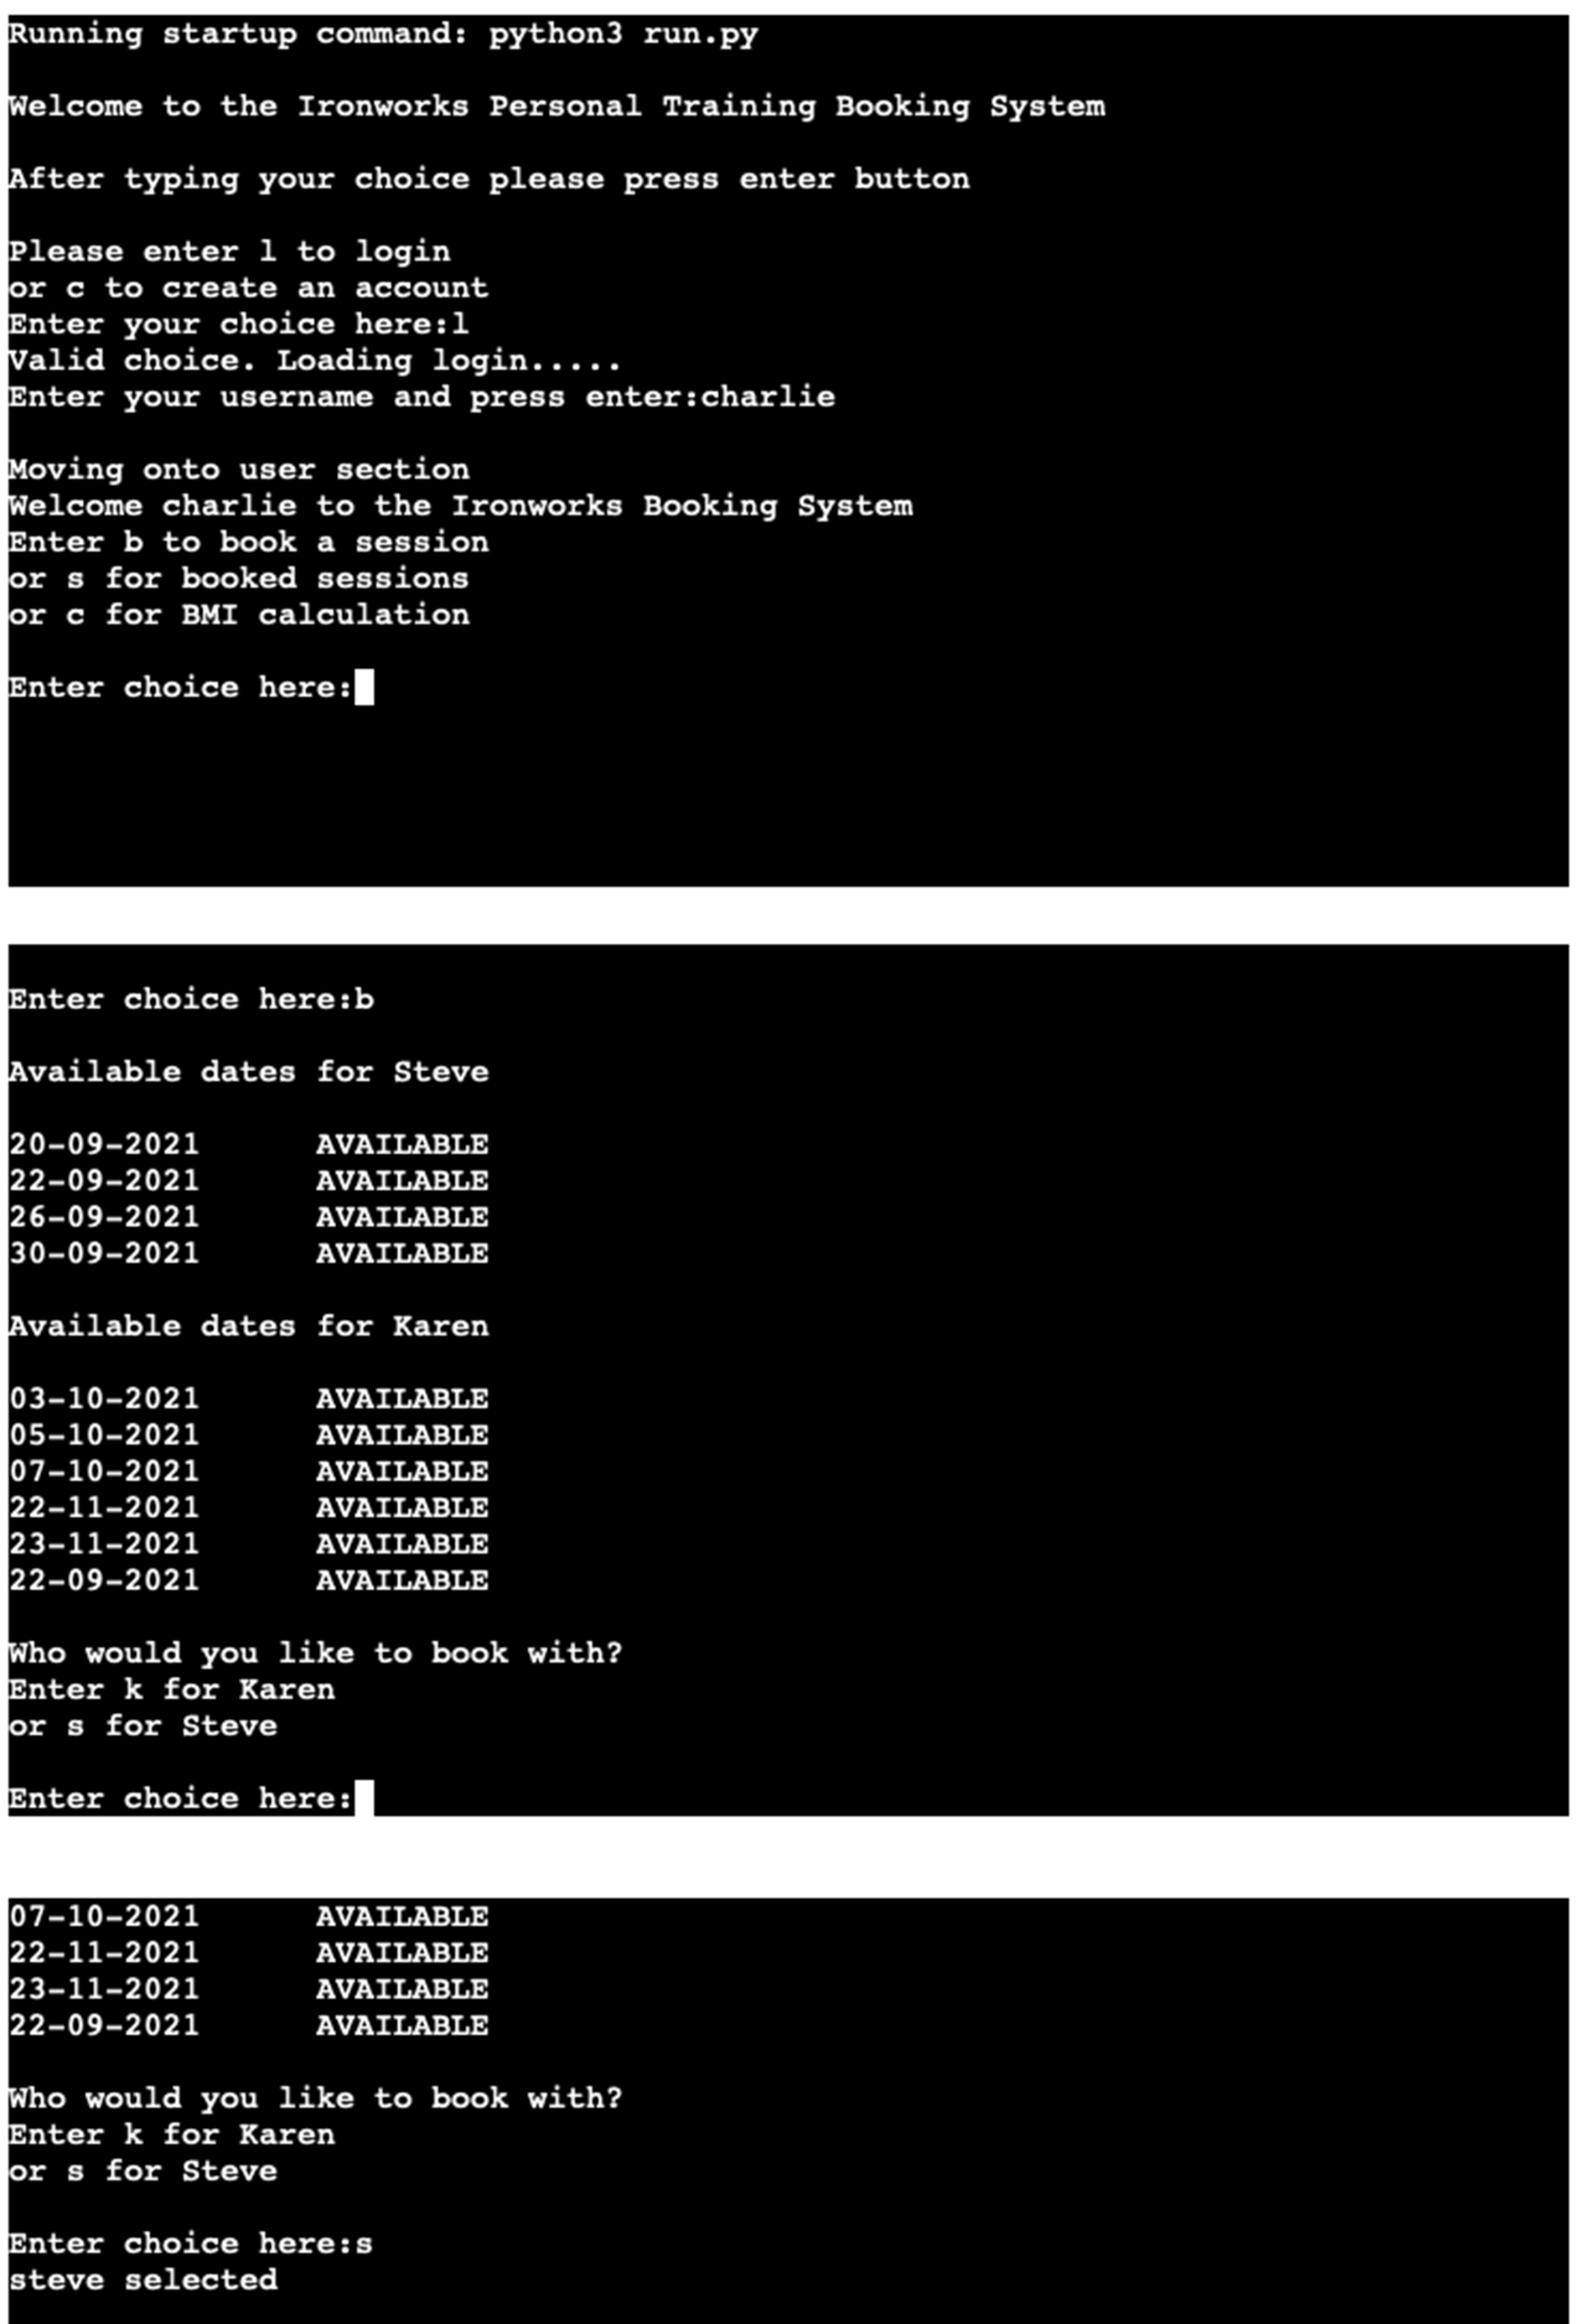 Running startup command: python3 run.py
Welcome to the Ironworks Personal Training Booking System
After typing your choice please press enter button
Please enter l to login
or c to create an account
Enter your choice here:l
Valid choice. Loading login.....
Enter your username and press enter:charlie
Moving onto user section
Welcome charlie to the Ironworks Booking System
Enter b to book a session
or s for booked sessions
or c for BMI calculation
Enter choice here:
Enter choice here:b
Available dates for Steve
20-09-2021 AVAILABLE
22-09-2021 AVAILABLE
26-09-2021 AVAILABLE
30-09-2021 AVAILABLE
Available dates for Karen
03-10-2021 AVAILABLE
05-10-2021 AVAILABLE
07-10-2021 AVAILABLE
22-11-2021 AVAILABLE
23-11-2021 AVAILABLE
22-09-2021 AVAILABLE
Who would you like to book with?
Enter k for Karen
or s for Steve
Enter choice here:
07-10-2021 AVAILABLE
22-11-2021 AVAILABLE
23-11-2021 AVAILABLE
22-09-2021 AVAILABLE
Who would you like to book with?
Enter k for Karen
or s for Steve
Enter choice here:s
steve selected